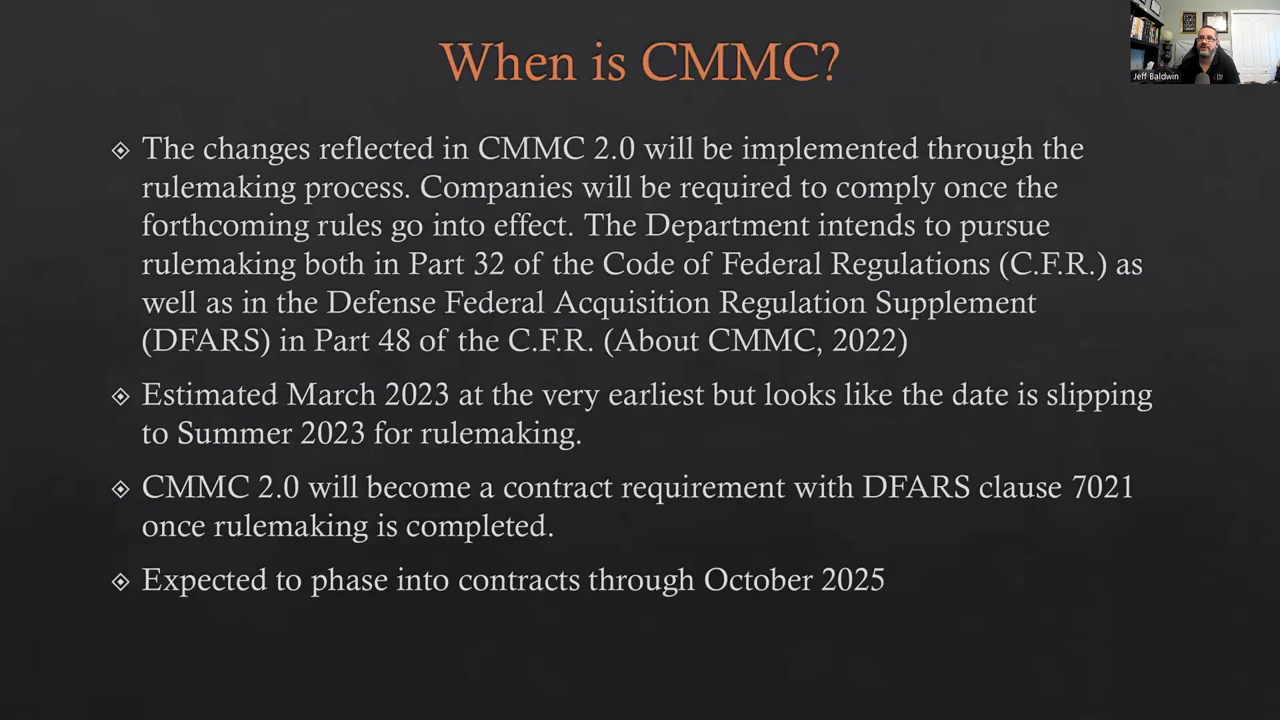 When is CMMC?
Jeff Baldwin
The changes reflected in CMMC 2.0 will be implemented through the
rulemaking process. Companies will be required to comply once the
forthcoming rules go into effect. The Department intends to pursue
rulemaking both in Part 32 of the Code of Federal Regulations (C.F.R.) as
well as in the Defense Federal Acquisition Regulation Supplement
(DFARS) in Part 48 of the C.F.R. (About CMMC, 2022)
Estimated March 2023 at the very earliest but looks like the date is slipping
to Summer 2023 for rulemaking.
CMMC 2.0 will become a contract requirement with DFARS clause 7021
once rulemaking is completed.
Expected to phase into contracts through October 2025